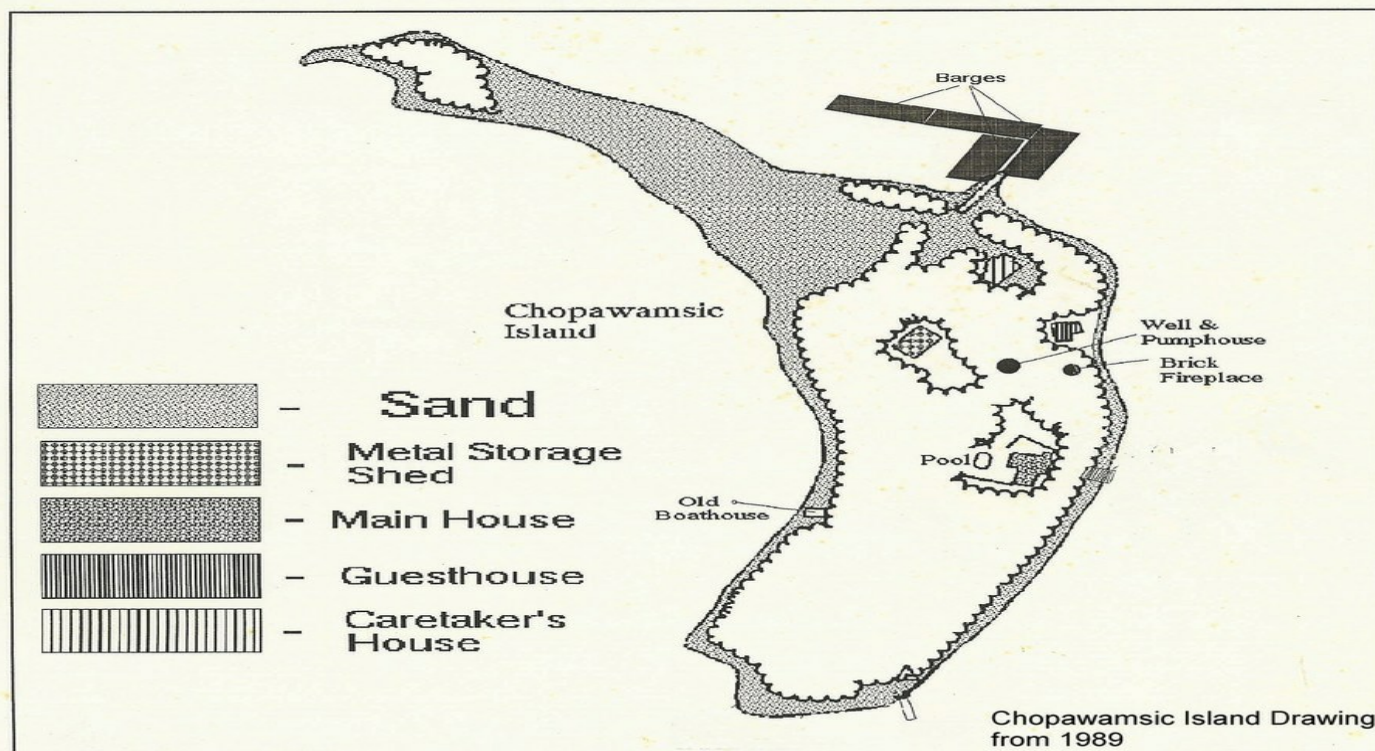 Barges
Chopawamsic
Island
Well &
Pumphouse
Brick
Fireplace
Pool
Old
Boathouse
Sand
Metal Storage
Shed
Main House
Guesthouse
Caretaker's
House
Chopawamsic Island Drawing
from 1989